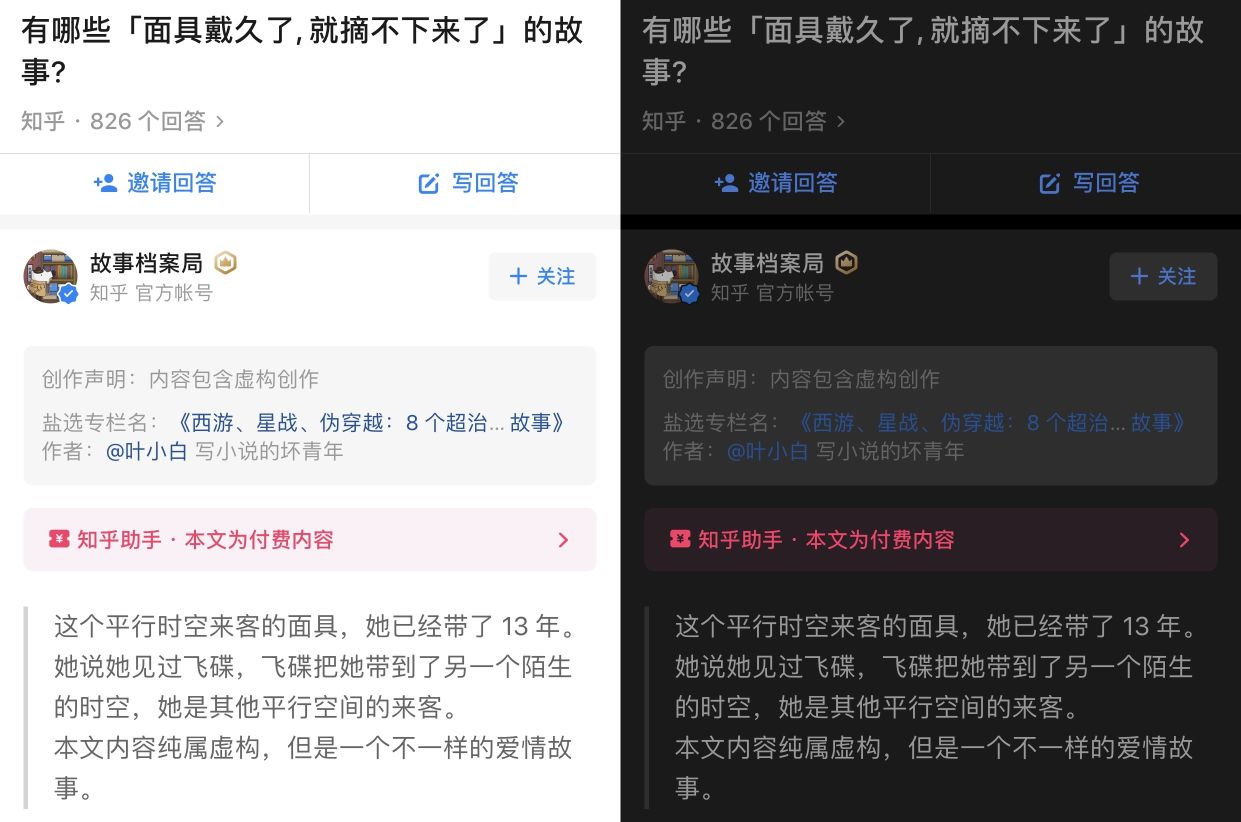 有哪些「面具戴久了, 就摘不下来了」的故
事?
知乎 · 826 个回答 >
邀请回答
写回答
故事档案局
知乎 官方帐号
+ 关注
创作声明：内容包含虚构创作
盐选专栏名：《西游、星战、伪穿越：8 个超治... 故事》
作者：@叶小白 写小说的坏青年
知乎助手 · 本文为付费内容
这个平行时空来客的面具，她已经带了 13 年。
她说她见过飞碟，飞碟把她带到了另一个陌生
的时空，她是其他平行空间的来客。
本文内容纯属虚构，但是一个不一样的爱情故
事。
有哪些「面具戴久了, 就摘不下来了」的故
事?
知乎 · 826 个回答 >
邀请回答
写回答
故事档案局
知乎 官方帐号
+ 关注
创作声明：内容包含虚构创作
盐选专栏名：《西游、星战、伪穿越：8 个超治... 故事》
作者：@叶小白 写小说的坏青年
知乎助手 · 本文为付费内容
这个平行时空来客的面具，她已经带了 13 年。
她说她见过飞碟，飞碟把她带到了另一个陌生
的时空，她是其他平行空间的来客。
本文内容纯属虚构，但是一个不一样的爱情故
事。